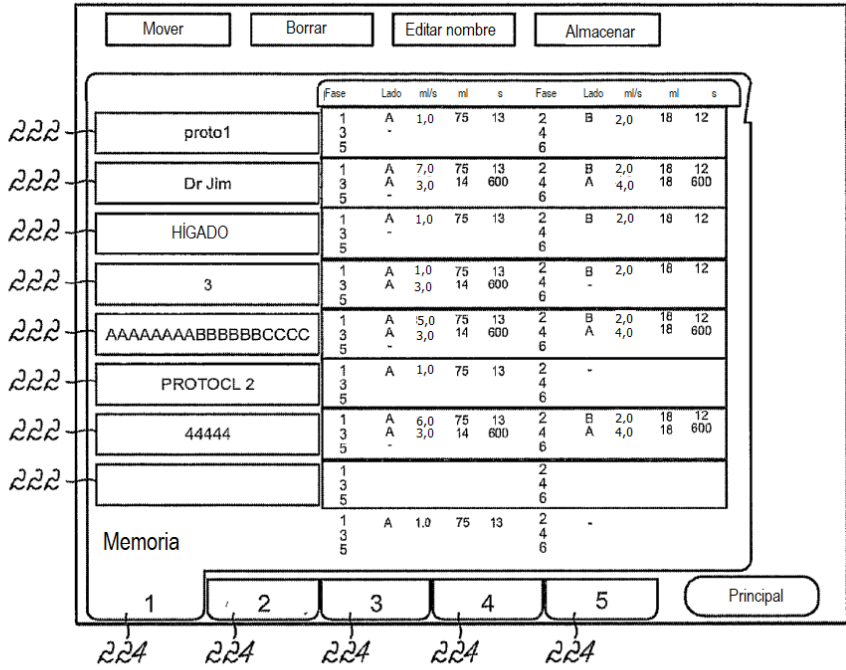 Mover Borrar Editar nombre Almacenar
Fase Lado ml/s ml s Fase Lado ml/s ml s
222 proto1 1 A 1,0 75 13 2 B 2,0 18 12
3 - 4
5 6
222 Dr Jim 1 A 7,0 75 13 2 B 2,0 18 12
3 A 3,0 14 600 4 A 4,0 18 600
5 - 6
222 HÍGADO 1 A 1,0 75 13 2 B 2,0 18 12
3 - 4
5 6
222 3 1 A 1,0 75 13 2 B 2,0 18 12
3 A 3,0 14 600 4 -
5 6
222 AAAAAAAABBBBBBCCCC 1 A 5,0 75 13 2 B 2,0 18 12
3 A 3,0 14 600 4 A 4,0 18 600
5 - 6
222 PROTOCL 2 1 A 1,0 75 13 2 -
3 4
5 6
222 44444 1 A 6,0 75 13 2 B 2,0 18 12
3 A 3,0 14 600 4 A 4,0 18 600
5 - 6
222 1 2
3 4
5 6
Memoria 1 A 1.0 75 13 2 -
3 4
5 6
1 2 3 4 5 Principal
224 224 224 224 224